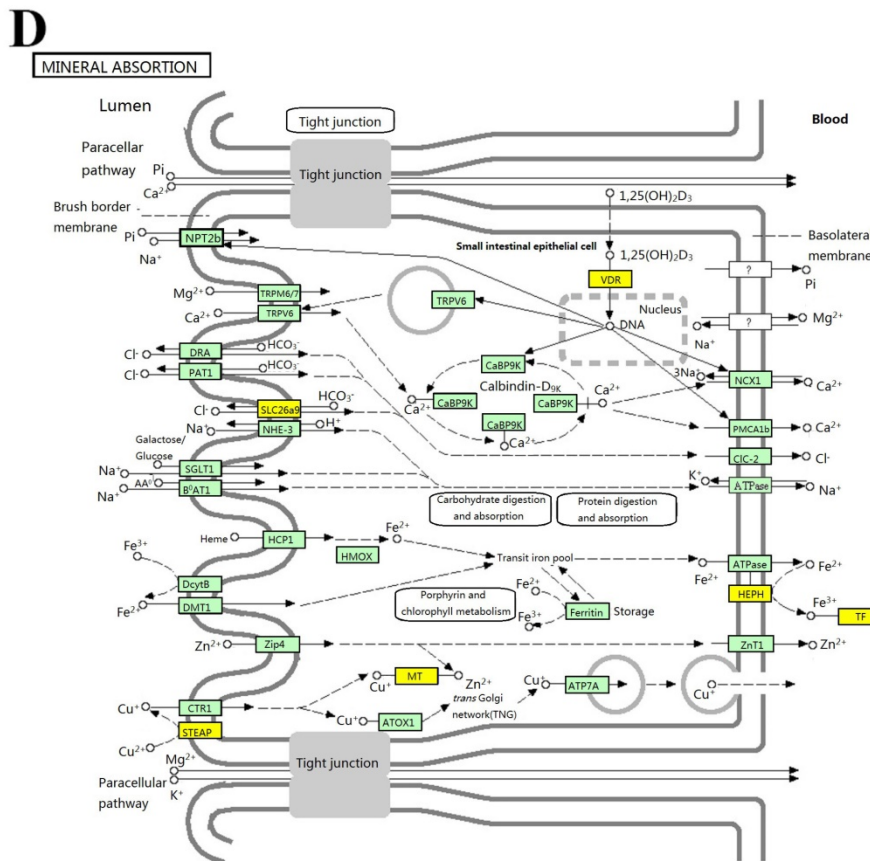 D
MINERAL ABSORTION
Lumen
Blood
Tight junction
Tight junction
Paracellar
pathway
Pi
Ca²⁺
Brush border
membrane
1,25(OH)₂D₃
Small intestinal epithelial cell
1,25(OH)₂D₃
VDR
Basolateral
membrane
Pi
Na⁺
NPT2b
?
Pi
Mg²⁺
TRPM6/7
Ca²⁺
TRPV6
TRPV6
Nucleus
DNA
?
Mg²⁺
Na⁺
Cl⁻
DRA
HCO₃⁻
Cl⁻
PAT1
HCO₃⁻
CaBP9K
Calbindin-D₉ₖ
Ca²⁺
CaBP9K
CaBP9K
Ca²⁺
CaBP9K
Ca²⁺
3Na⁺
NCX1
Ca²⁺
HCO₃⁻
Cl⁻
SLC26a9
Na⁺
NHE-3
H⁺
PMCA1b
Ca²⁺
ClC-2
Cl⁻
Galactose/
Glucose
Na⁺
SGLT1
AA⁰
Na⁺
B⁰AT1
K⁺
ATPase
Na⁺
Carbohydrate digestion
and absorption
Protein digestion
and absorption
Heme
HCP1
HMOX
Fe²⁺
Transit iron pool
Fe²⁺
ATPase
Fe²⁺
HEPH
Fe³⁺
TF
Fe³⁺
DcytB
Fe²⁺
DMT1
Porphyrin and
chlorophyll metabolism
Fe²⁺
Fe³⁺
Ferritin
Storage
Zn²⁺
Zip4
ZnT1
Zn²⁺
Cu⁺
MT
Zn²⁺
trans Golgi
network(TNG)
Cu⁺
ATP7A
Cu⁺
Cu⁺
CTR1
Cu⁺
ATOX1
STEAP
Cu²⁺
Tight junction
Mg²⁺
Paracellular
pathway
K⁺